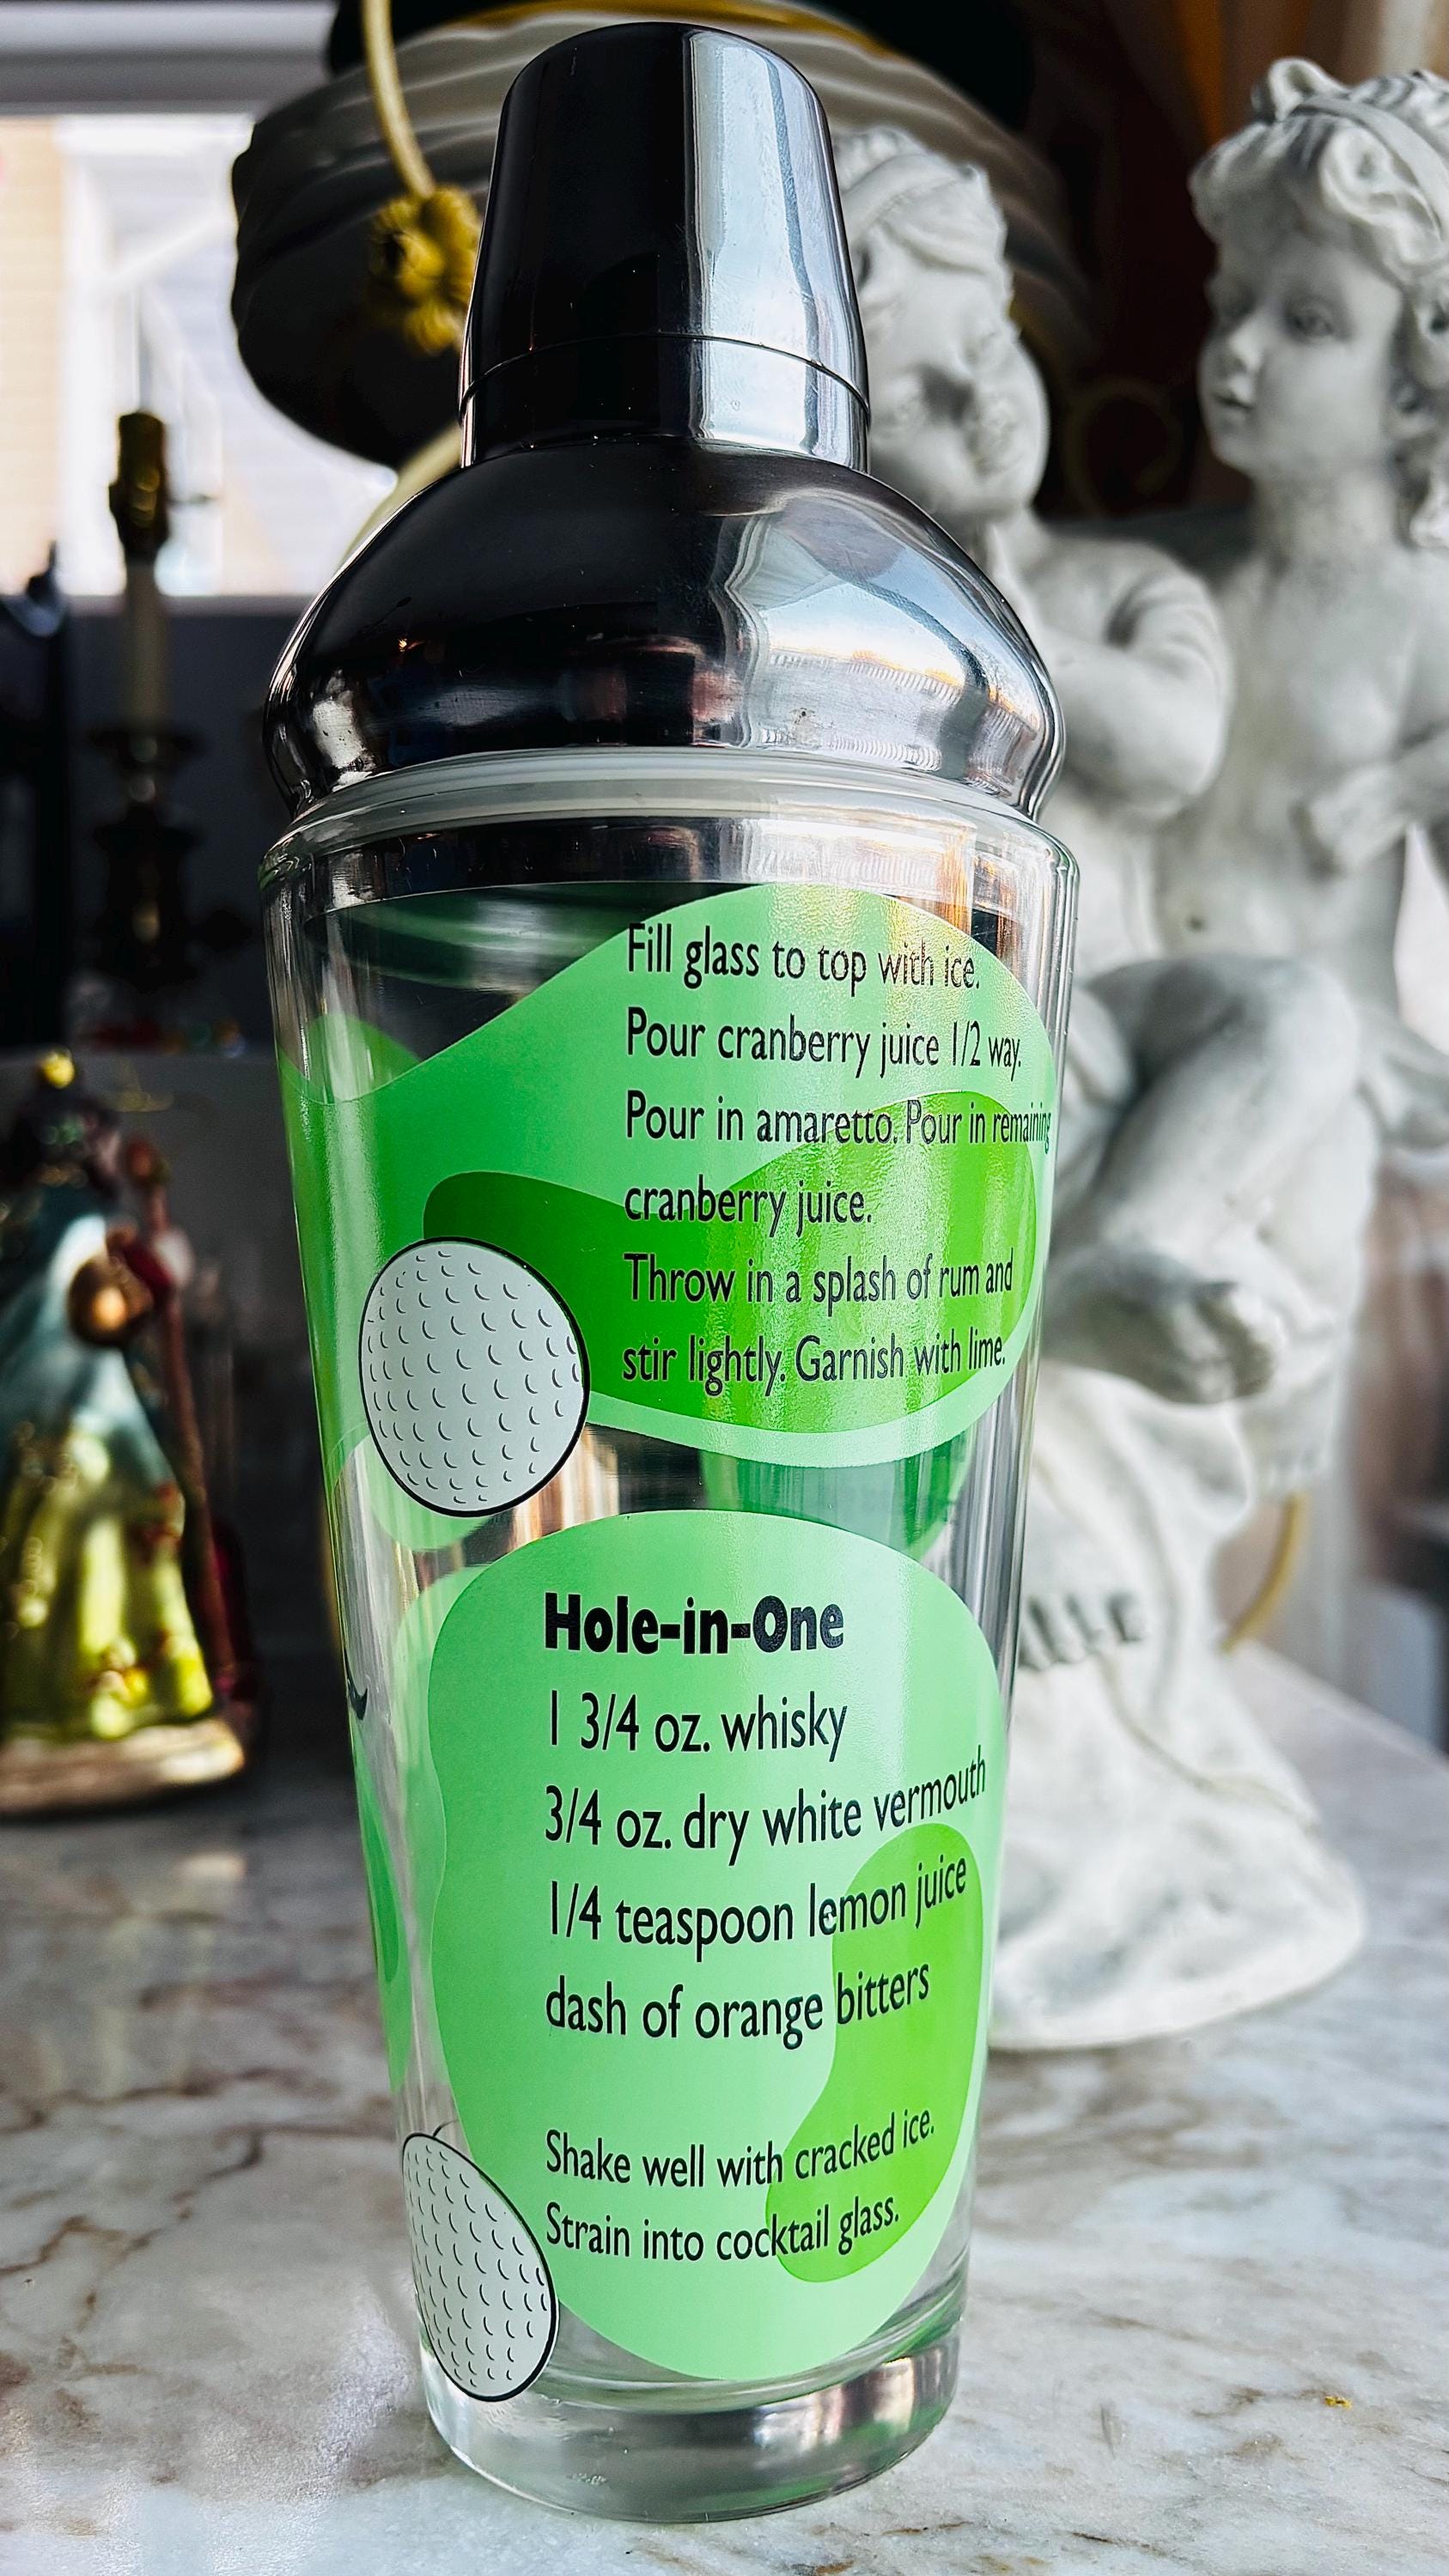 Fill glass to top with ice.
Pour cranberry juice 1/2 way.
Pour in amaretto. Pour in remaining
cranberry juice.
Throw in a splash of rum and
stir lightly. Garnish with lime.
Hole-in-One
1 3/4 oz. whisky
3/4 oz. dry white vermouth
1/4 teaspoon lemon juice
dash of orange bitters
Shake well with cracked ice.
Strain into cocktail glass.